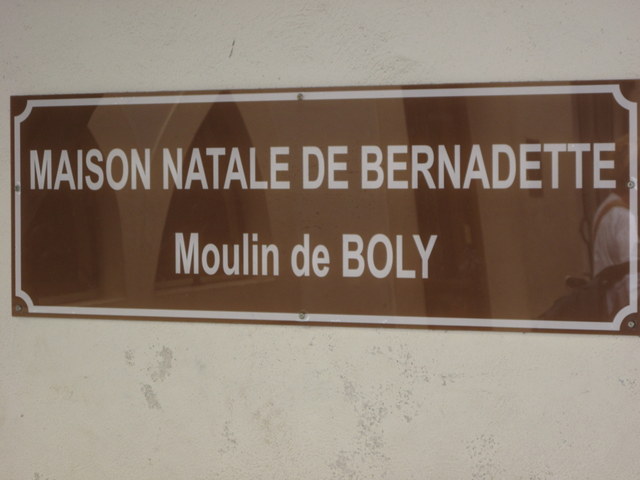 MAISON NATALE DE BERNADETTE
Moulin de BOLY